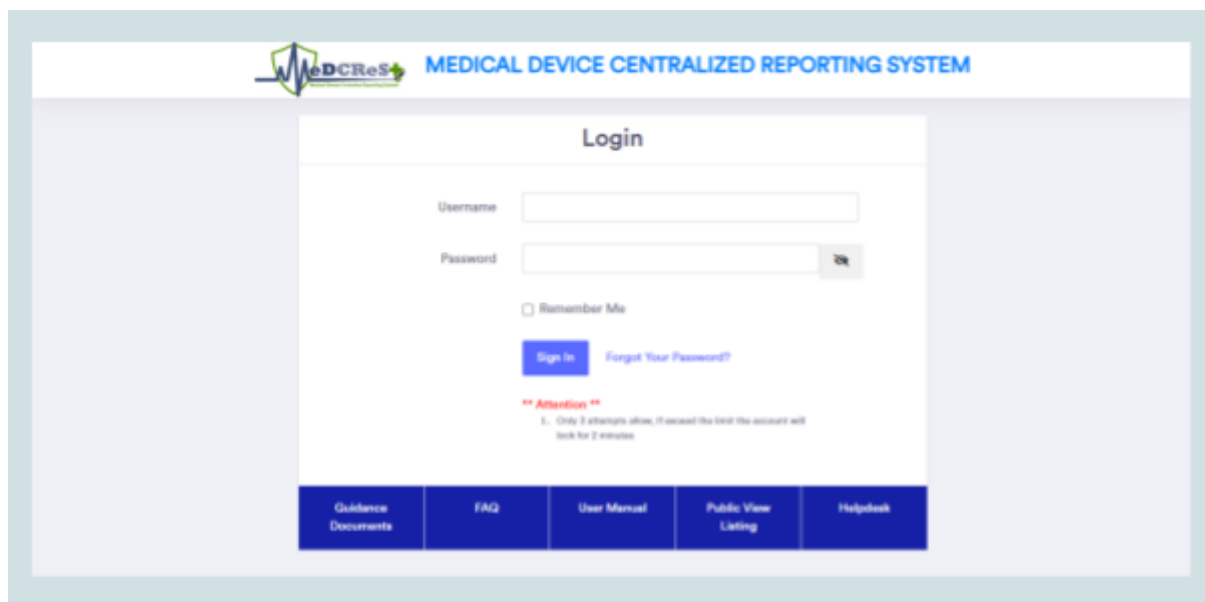 MeDCReS
MEDICAL DEVICE CENTRALIZED REPORTING SYSTEM
Login
Username
Password
Remember Me
Sign In
Forgot Your Password?
** Attention **
1. Only 3 attempts allow, If exceed the limit the account will
lock for 2 minutes
Guidance
Documents
FAQ
User Manual
Public View
Listing
Helpdesk